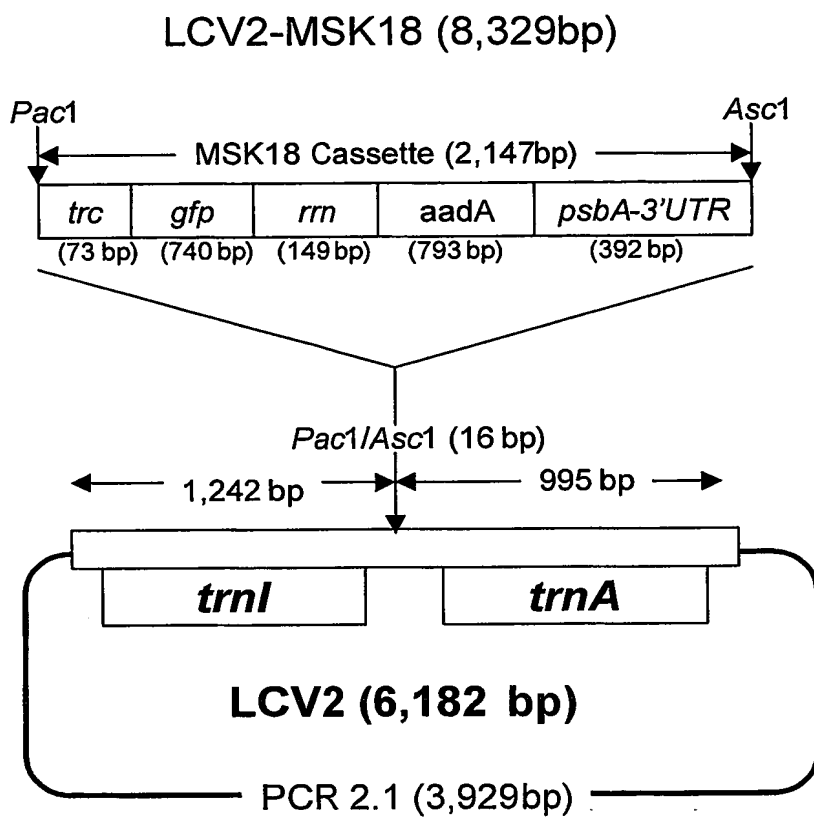 LCV2-MSK18 (8,329bp)
Pac1 Asc1
MSK18 Cassette (2,147bp)
trc gfp rrn aadA psbA-3'UTR
(73 bp) (740 bp) (149 bp) (793 bp) (392 bp)
Pac1/Asc1 (16 bp)
1,242 bp 995 bp
trnI trnA
LCV2 (6,182 bp)
PCR 2.1 (3,929bp)